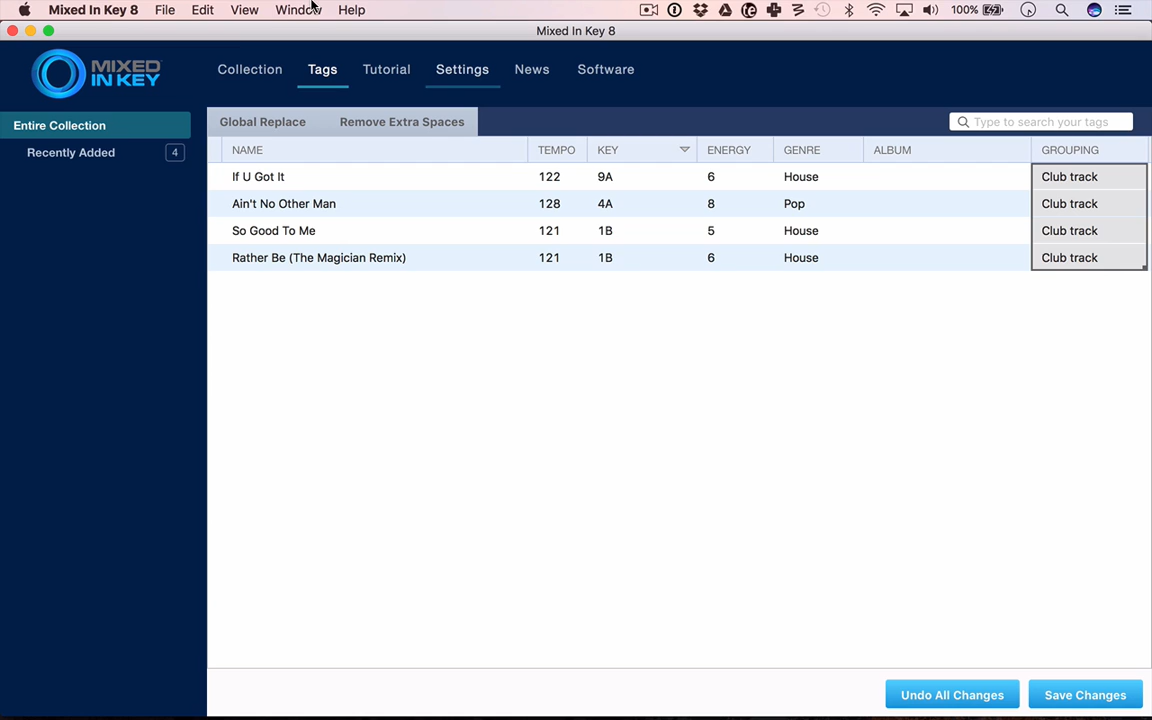 Mixed In Key 8 File Edit View Window Help 100%
Mixed In Key 8
MIXED IN KEY
Collection Tags Tutorial Settings News Software
Entire Collection
Recently Added 4
Global Replace Remove Extra Spaces Type to search your tags
NAME TEMPO KEY ENERGY GENRE ALBUM GROUPING
If U Got It 122 9A 6 House Club track
Ain't No Other Man 128 4A 8 Pop Club track
So Good To Me 121 1B 5 House Club track
Rather Be (The Magician Remix) 121 1B 6 House Club track
Undo All Changes Save Changes